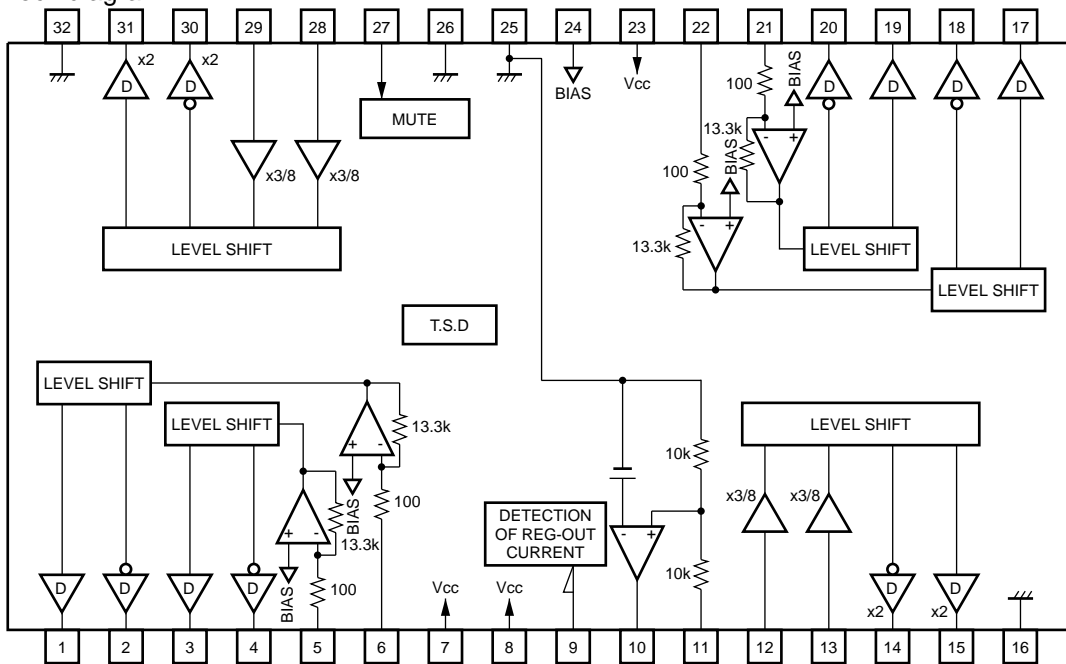 32 31 30 29 28 27 26 25 24 23 22 21 20 19 18 17
x2 x2
D D
BIAS
Vcc
100
BIAS
D D D D
MUTE
13.3k
- +
BIAS
x3/8 x3/8
100
- +
13.3k
LEVEL SHIFT
LEVEL SHIFT
LEVEL SHIFT
T.S.D
LEVEL SHIFT
LEVEL SHIFT
13.3k
+ -
LEVEL SHIFT
10k
x3/8 x3/8
BIAS
100
DETECTION
OF REG-OUT
CURRENT
- +
+ -
13.3k
10k
D D D D
BIAS
100
Vcc
Vcc
D D
x2 x2
1 2 3 4 5 6 7 8 9 10 11 12 13 14 15 16